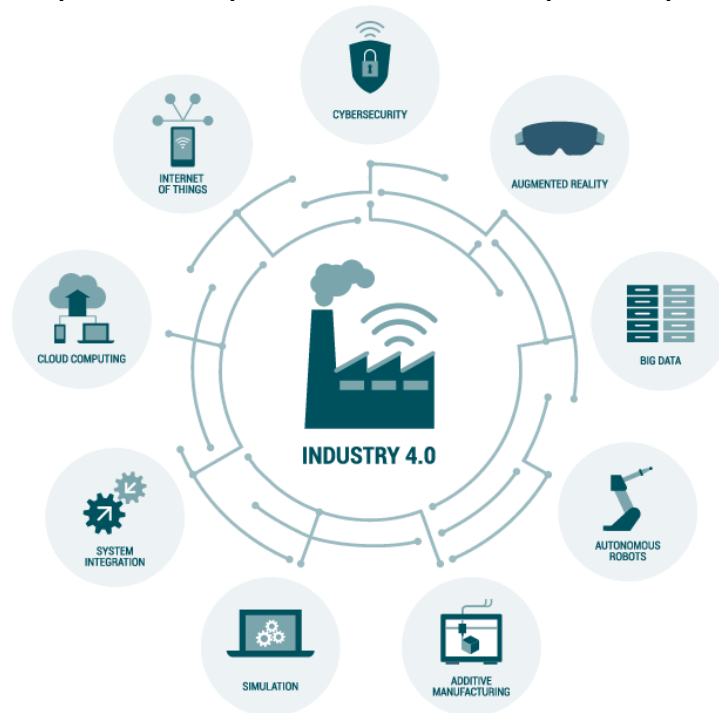 CYBERSECURITY
AUGMENTED REALITY
BIG DATA
AUTONOMOUS
ROBOTS
ADDITIVE
MANUFACTURING
SIMULATION
SYSTEM
INTEGRATION
CLOUD COMPUTING
INTERNET
OF THINGS
INDUSTRY 4.0